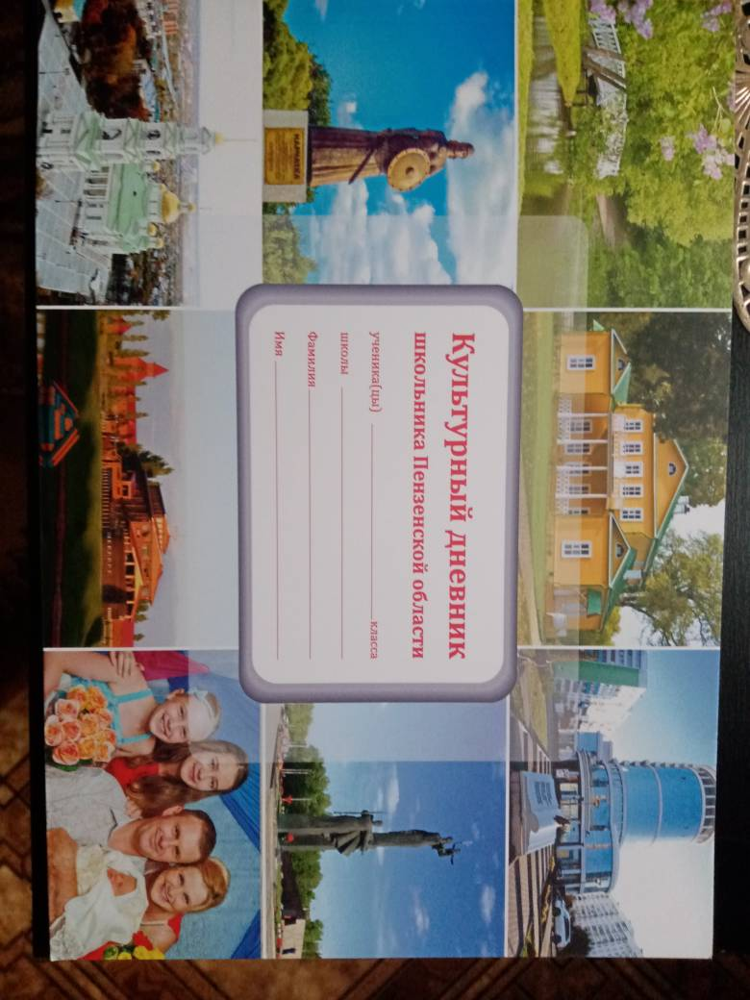 Культурный дневник
школьника Пензенской области
ученика(цы) класса
школы
Фамилия
Имя